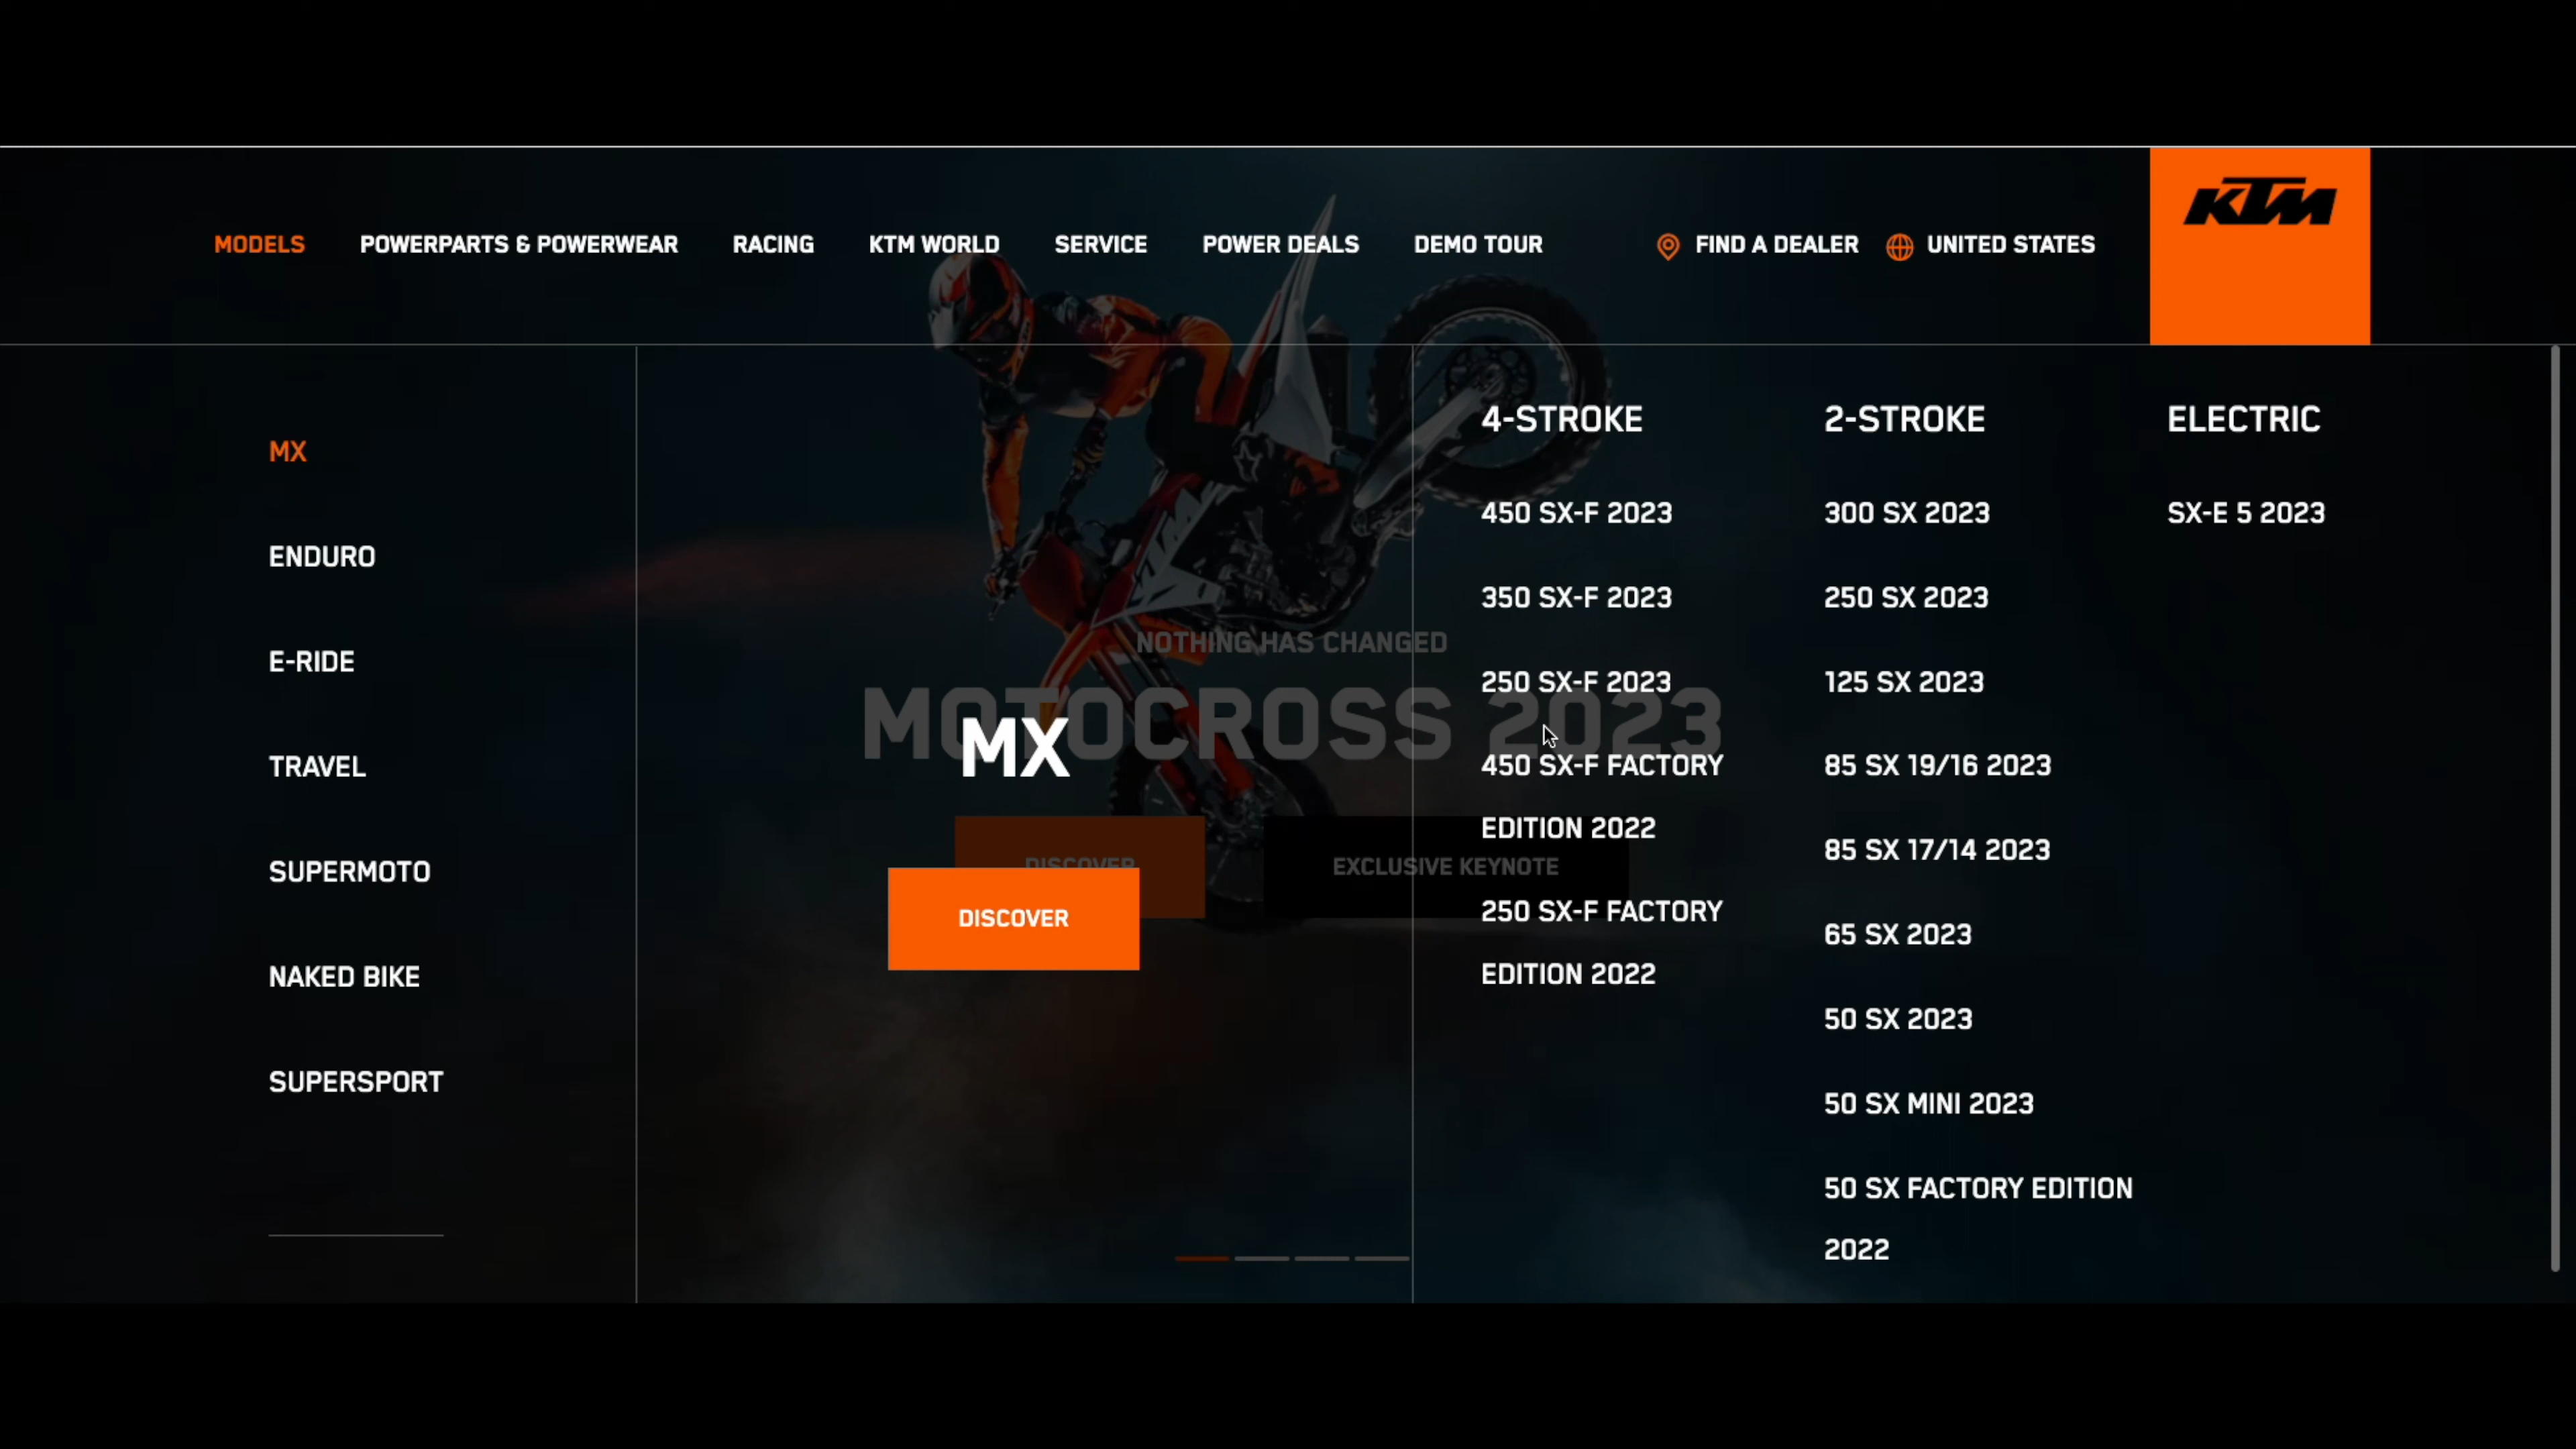 MODELS
POWERPARTS & POWERWEAR
RACING
KTM WORLD
SERVICE
POWER DEALS
DEMO TOUR
FIND A DEALER
UNITED STATES
KTM
MX
ENDURO
E-RIDE
TRAVEL
SUPERMOTO
NAKED BIKE
SUPERSPORT
NOTHING HAS CHANGED
MOTOCROSS 2023
MX
DISCOVER
EXCLUSIVE KEYNOTE
DISCOVER
4-STROKE
450 SX-F 2023
350 SX-F 2023
250 SX-F 2023
450 SX-F FACTORY
EDITION 2022
250 SX-F FACTORY
EDITION 2022
2-STROKE
300 SX 2023
250 SX 2023
125 SX 2023
85 SX 19/16 2023
85 SX 17/14 2023
65 SX 2023
50 SX 2023
50 SX MINI 2023
50 SX FACTORY EDITION
2022
ELECTRIC
SX-E 5 2023